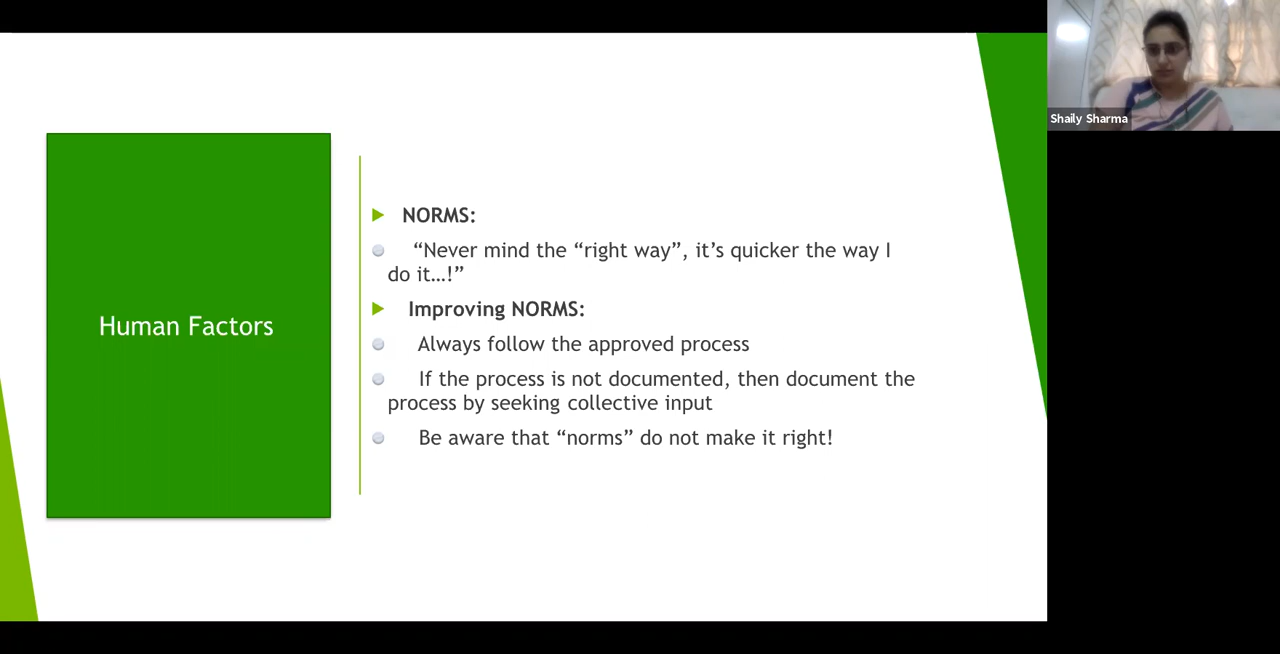 Shaily Sharma
Human Factors
NORMS:
“Never mind the “right way”, it’s quicker the way I
do it…!”
Improving NORMS:
Always follow the approved process
If the process is not documented, then document the
process by seeking collective input
Be aware that “norms” do not make it right!